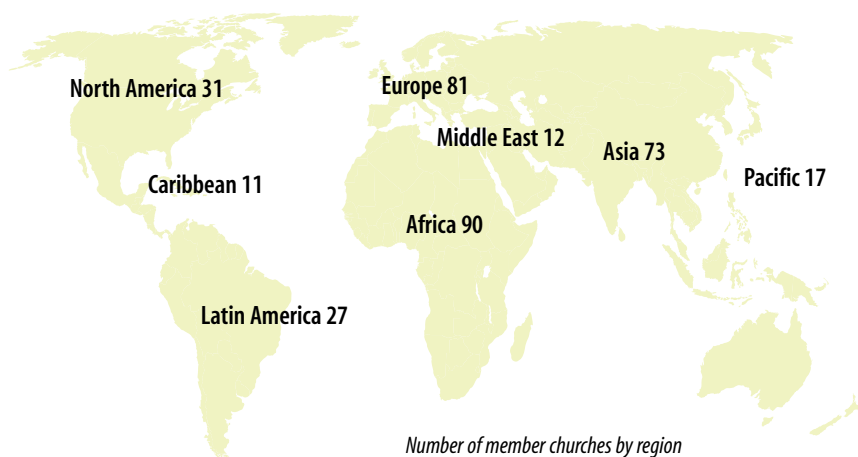 North America 31
Europe 81
Middle East 12
Asia 73
Caribbean 11
Pacific 17
Africa 90
Latin America 27
Number of member churches by region